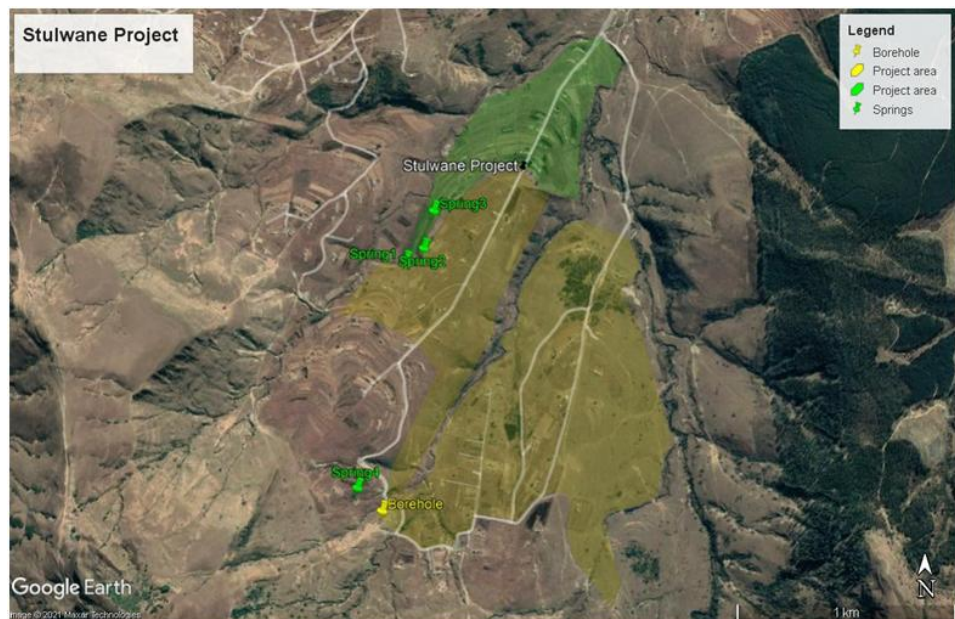 Stulwane Project
Legend
Borehole
Project area
Project area
Springs
Stulwane Project
Spring3
Spring1
Spring2
Spring4
Borehole
Google Earth
Image © 2021 Maxar Technologies
N
1 km